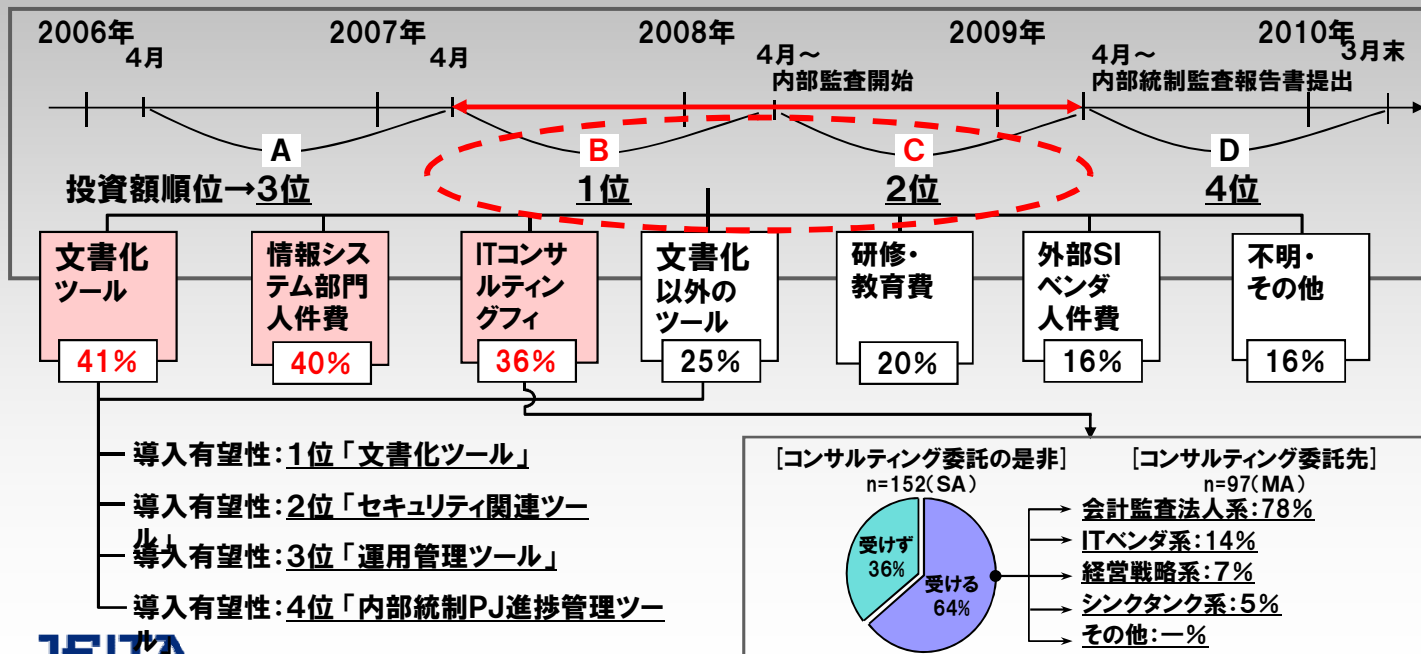 2006年
2007年
2008年
2009年
2010年
4月
4月
4月～
内部監査開始
4月～
内部統制監査報告書提出
3月末
A
B
C
D
投資額順位→3位
1位
2位
4位
文書化
ツール
41%
情報シス
テム部門
人件費
40%
ITコンサ
ルティン
グフィ
36%
文書化
以外の
ツール
25%
研修・
教育費
20%
外部SI
ベンダ
人件費
16%
不明・
その他
16%
導入有望性：1位「文書化ツール」
導入有望性：2位「セキュリティ関連ツー
ル」
導入有望性：3位「運用管理ツール」
導入有望性：4位「内部統制PJ進捗管理ツー
ル」
[コンサルティング委託の是非]
n=152(SA)
受けず
36%
受ける
64%
[コンサルティング委託先]
n=97(MA)
会計監査法人系：78%
ITベンダ系：14%
経営戦略系：7%
シンクタンク系：5%
その他：―%
JEITA